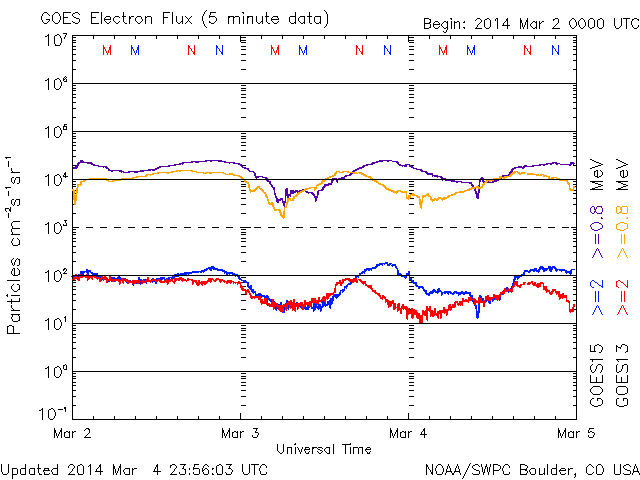 GOES Electron Flux (5 minute data)
Begin: 2014 Mar 2 0000 UTC
10⁷
M M N N M M N N M M N N
10⁶
10⁵
10⁴
10³
10²
10¹
10⁰
10⁻¹
Particles cm⁻²s⁻¹sr⁻¹
GOES15 >=2 >=0.8 MeV
GOES13 >=2 >=0.8 MeV
Mar 2 Mar 3 Mar 4 Mar 5
Universal Time
Updated 2014 Mar 4 23:56:03 UTC
NOAA/SWPC Boulder, CO USA